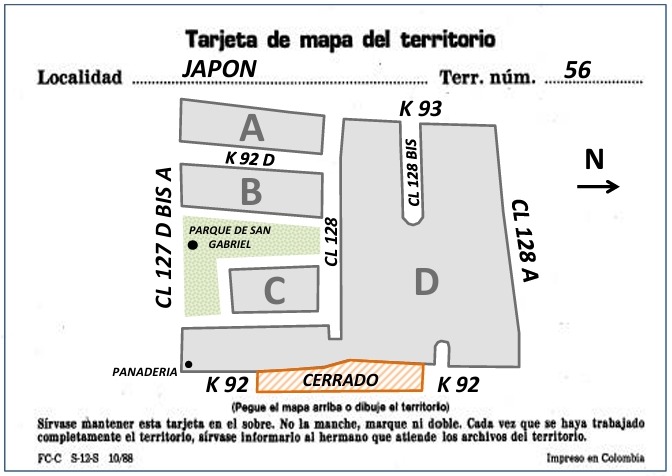 Tarjeta de mapa del territorio
Localidad JAPON Terr. núm. 56
K 93
A
K 92 D
CL 128 BIS
N
B
CL 127 D BIS A
PARQUE DE SAN
GABRIEL
CL 128
CL 128 A
C
D
PANADERIA
K 92
CERRADO
K 92
(Pegue el mapa arriba o dibuje el territorio)
Sírvase mantener esta tarjeta en el sobre. No la manche, marque ni doble. Cada vez que se haya trabajado
completamente el territorio, sírvase informarlo al hermano que atiende los archivos del territorio.
FC-C S-12-S 10/88 Impreso en Colombia